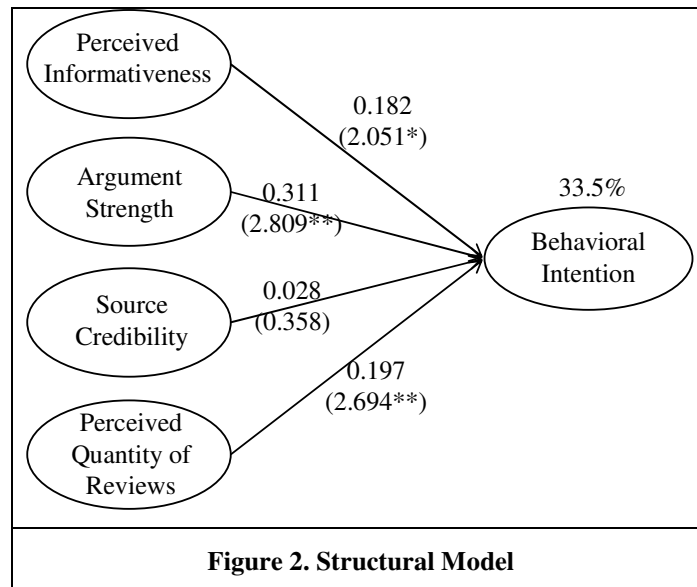 Perceived
Informativeness
0.182
(2.051*)
Argument
Strength
0.311
(2.809**)
33.5%
Behavioral
Intention
Source
Credibility
0.028
(0.358)
0.197
(2.694**)
Perceived
Quantity of
Reviews
Figure 2. Structural Model